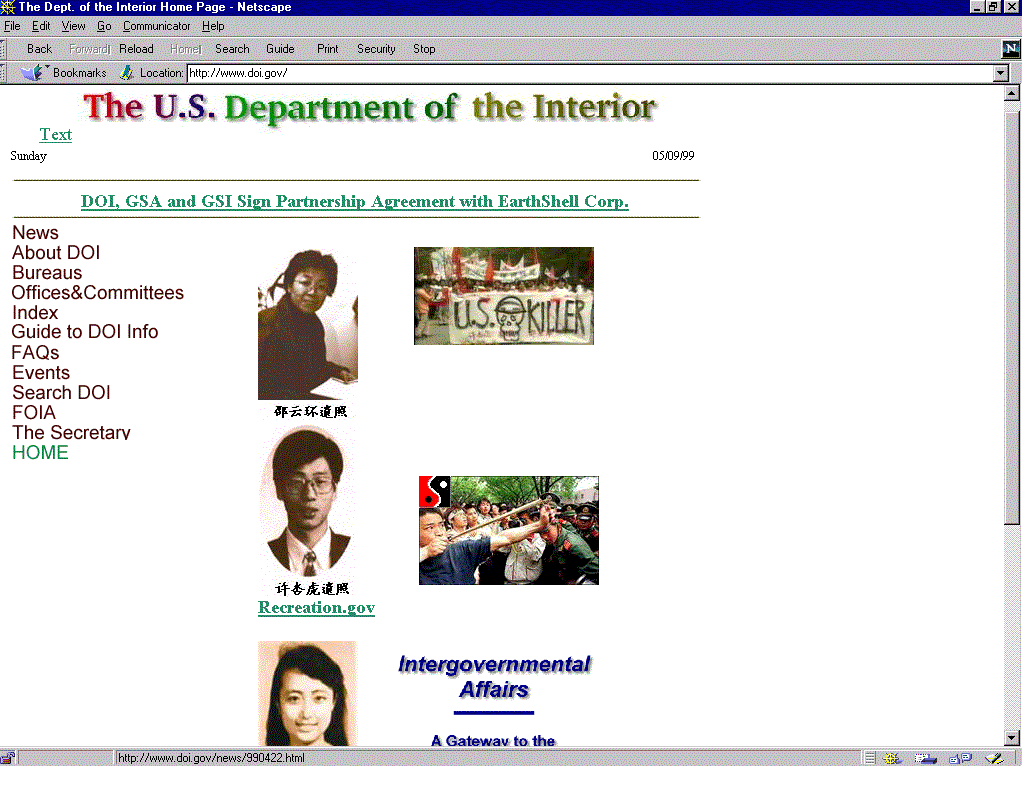 The Dept. of the Interior Home Page - Netscape
File Edit View Go Communicator Help
Back Forward Reload Home Search Guide Print Security Stop
N
Bookmarks Location: http://www.doi.gov/
The U.S. Department of the Interior
Text
Sunday 05/09/99
DOI, GSA and GSI Sign Partnership Agreement with EarthShell Corp.
News
About DOI
Bureaus
Offices&Committees
Index
Guide to DOI Info
FAQs
Events
Search DOI
FOIA
The Secretary
HOME
U.S. KILLER
邵云环遗照
许杏虎遗照
Recreation.gov
Intergovernmental
Affairs
A Gateway to the
http://www.doi.gov/news/990422.html